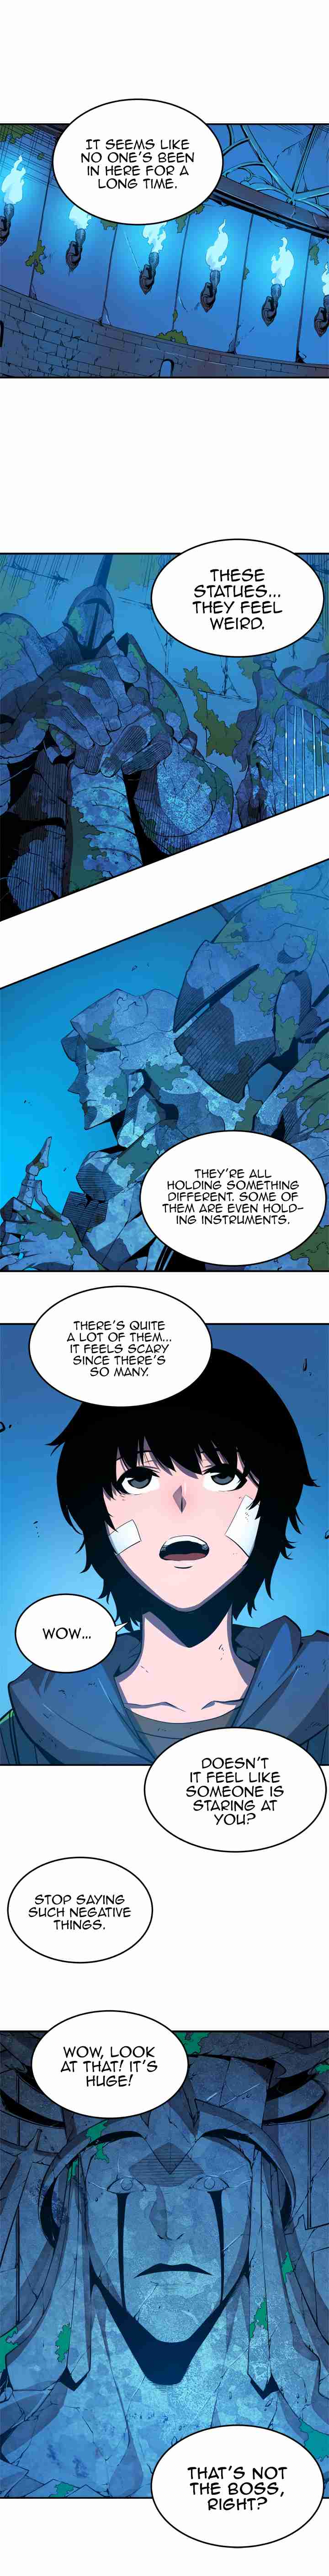 IT SEEMS LIKE
NO ONE'S BEEN
IN HERE FOR A
LONG TIME.
THESE
STATUES...
THEY FEEL
WEIRD.
THEY'RE ALL
HOLDING SOMETHING
DIFFERENT. SOME OF
THEM ARE EVEN HOLD-
ING INSTRUMENTS.
THERE'S QUITE
A LOT OF THEM...
IT FEELS SCARY
SINCE THERE'S
SO MANY.
WOW...
DOESN'T
IT FEEL LIKE
SOMEONE IS
STARING AT
YOU?
STOP SAYING
SUCH NEGATIVE
THINGS.
WOW, LOOK
AT THAT! IT'S
HUGE!
THAT'S NOT
THE BOSS,
RIGHT?